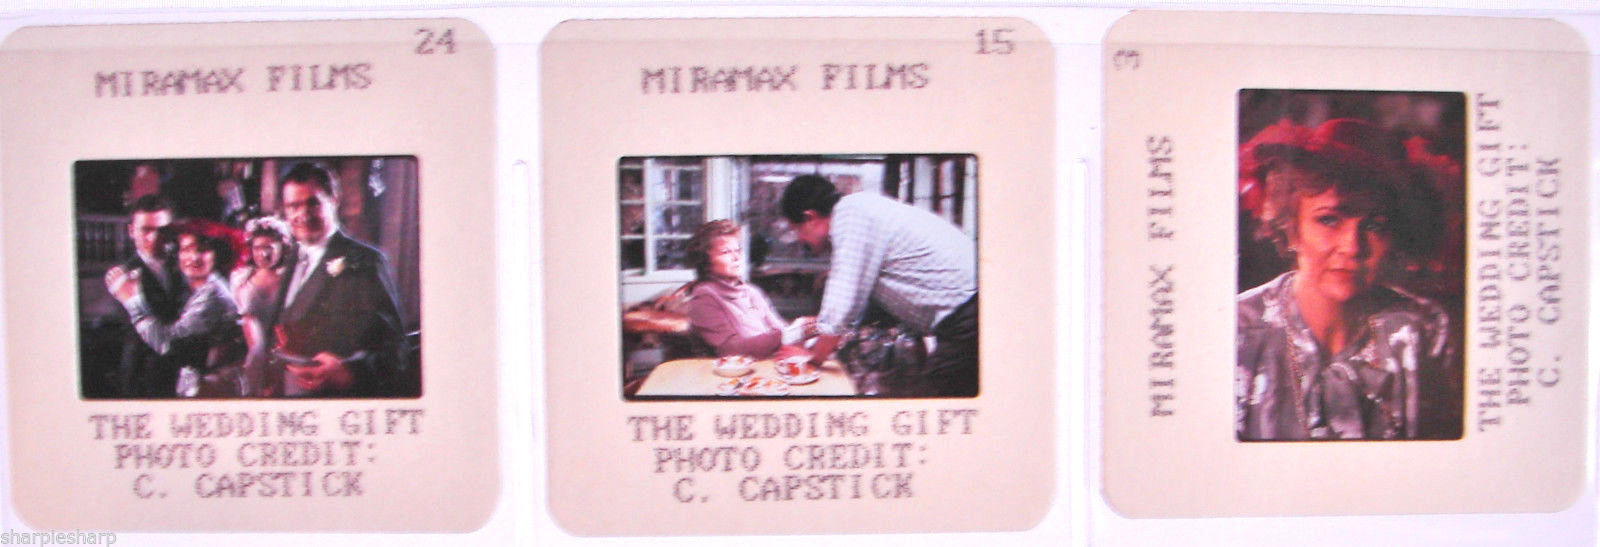 24
MIRAMAX FILMS
THE WEDDING GIFT
PHOTO CREDIT:
C. CAPSTICK
15
MIRAMAX FILMS
THE WEDDING GIFT
PHOTO CREDIT:
C. CAPSTICK
3
MIRAMAX FILMS
THE WEDDING GIFT
PHOTO CREDIT:
C. CAPSTICK
sharplesharp